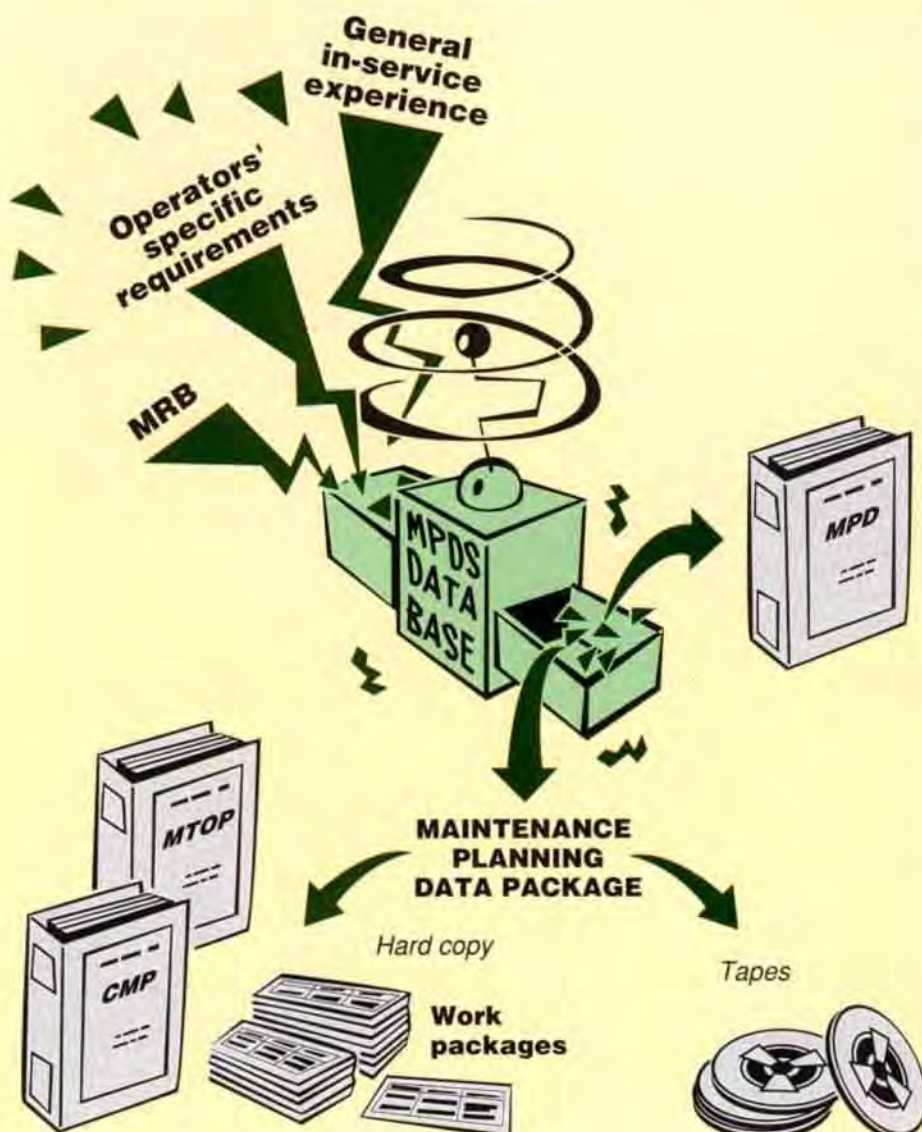 General
in-service
experience
Operators'
specific
requirements
MRB
MPDS
DATA
BASE
MPD
MAINTENANCE
PLANNING
DATA PACKAGE
MTOP
CMP
Hard copy
Work
packages
Tapes